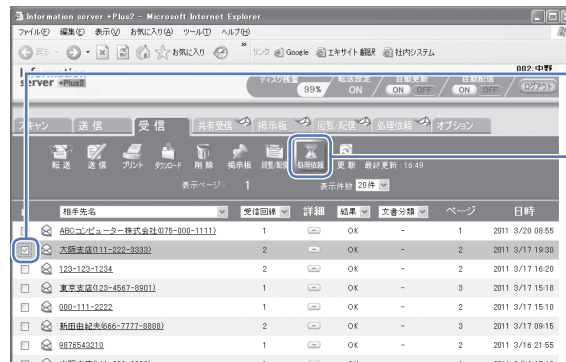 Information server +Plus2 - Microsoft Internet Explorer
ファイル(F) 編集(E) 表示(V) お気に入り(A) ツール(T) ヘルプ(H)
戻る お気に入り リンク Google エキサイト 翻訳 社内システム
Information server +PlusII
002:中野
ディスク残量 99% 転送設定 ON 自動更新 ON OFF 自動配信 ON OFF ログアウト
スキャン 送信 受信 共有受信 掲示板 回覧/配信 処理依頼 オプション
転送 送信 プリント ダウンロード 削除 掲示板 回覧/配信 処理依頼 更新 最終更新:16:49
表示ページ: 1 表示件数 20件
相手先名 受信回線 詳細 結果 文書分類 ページ 日時
ABCコンピューター株式会社(075-000-1111) 1 OK - 1 2011 3/20 08:55
大阪支店(111-222-3333) 2 OK - 2 2011 3/17 19:30
123-123-1234 2 OK - 2 2011 3/17 16:20
東京支店(123-4567-8901) 1 OK - 3 2011 3/17 15:18
000-111-2222 1 OK - 2 2011 3/17 15:10
新田由紀夫(666-7777-8888) 2 OK - 3 2011 3/17 09:15
9876543210 1 OK - 2 2011 3/16 21:55